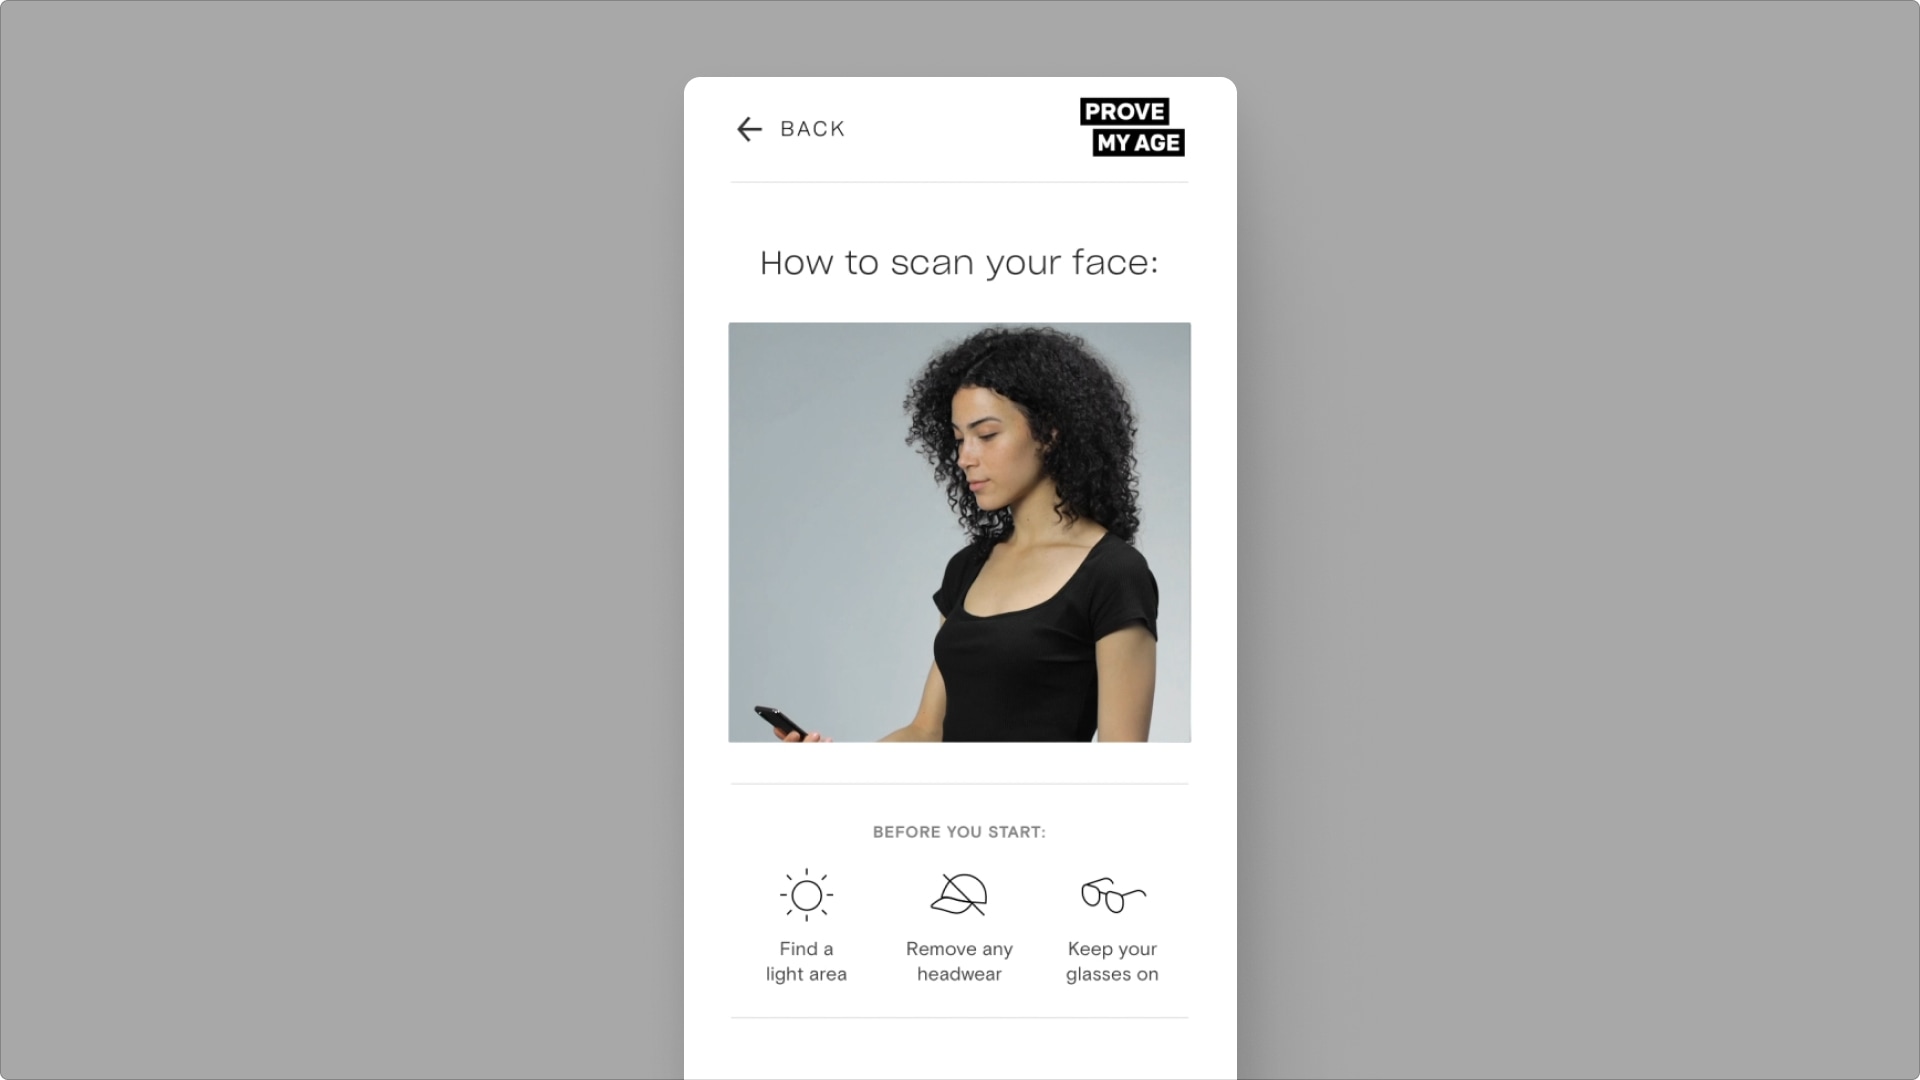 BACK
PROVE
MY AGE
How to scan your face:
BEFORE YOU START:
Find a
light area
Remove any
headwear
Keep your
glasses on